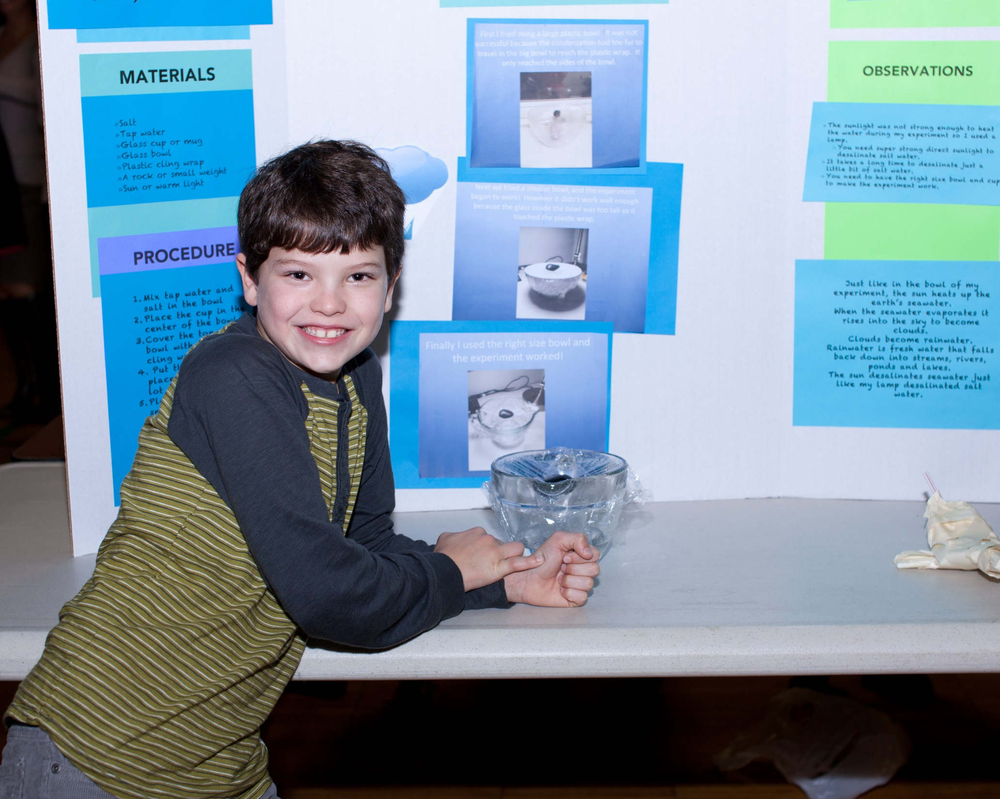 MATERIALS
»Salt
»Tap water
»Glass cup or mug
»Glass bowl
»Plastic cling wrap
»A rock or small weight
»Sun or warm light
PROCEDURE
1. Mix tap water and
salt in the bowl
2. Place the cup in the
center of the bowl
3. Cover the top
bowl with
cling
4. Put
place
Lot
5.
First I tried using a large plastic bowl. It was not
successful because the condensation had too far to
travel in the big bowl to reach the plastic wrap. It
only reached the sides of the bowl.
Next we tried a smaller bowl, and the experiment
began to work! However it didn't work well enough
because the glass inside the bowl was too tall so it
touched the plastic wrap.
Finally I used the right size bowl and
the experiment worked!
OBSERVATIONS
» The sunlight was not strong enough to heat
the water during my experiment so I used a
lamp.
o You need super strong direct sunlight to
desalinate salt water.
» It takes a long time to desalinate just a
little bit of salt water.
» You need to have the right size bowl and cup
to make the experiment work.
Just like in the bowl of my
experiment, the sun heats up the
earth's seawater.
When the seawater evaporates it
rises into the sky to become
clouds.
Clouds become rainwater.
Rainwater is fresh water that falls
back down into streams, rivers,
ponds and lakes.
The sun desalinates seawater just
like my lamp desalinated salt
water.